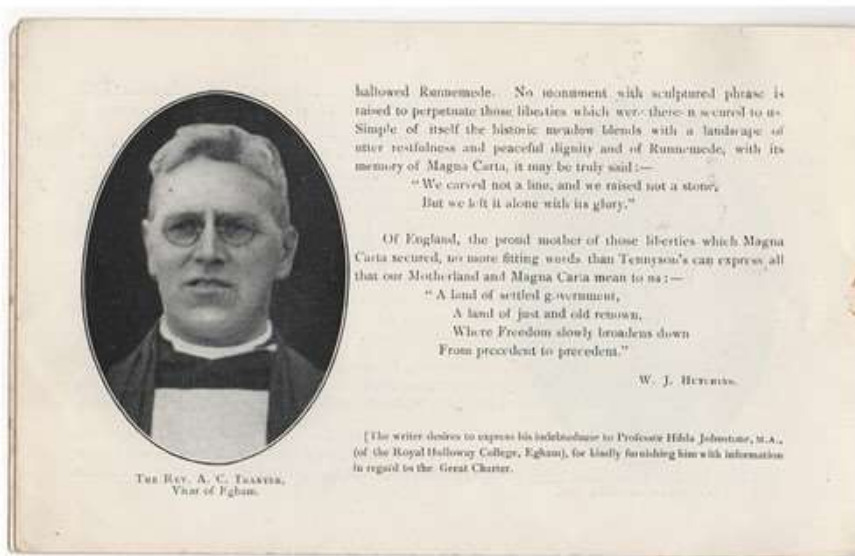 hallowed Runnemede. No monument with sculptured phrase is
raised to perpetuate those liberties which were therein secured to us
Simple of itself the historic meadow blends with a landscape of
utter restfulness and peaceful dignity and of Runnemede, with its
memory of Magna Carta, it may be truly said:—
"We carved not a line, and we raised not a stone,
But we left it alone with its glory."
Of England, the proud mother of those liberties which Magna
Carta secured, no more fitting words than Tennyson's can express all
that our Motherland and Magna Carta mean to us:—
"A land of settled government,
A land of just and old renown,
Where Freedom slowly broadens down
From precedent to precedent."
W. J. Hutchins.
[The writer desires to express his indebtedness to Professor Hilda Johnstone, M.A.,
(of the Royal Holloway College, Egham), for kindly furnishing him with information
in regard to the Great Charter.
The Rev. A. C.
Vicar of Egham.